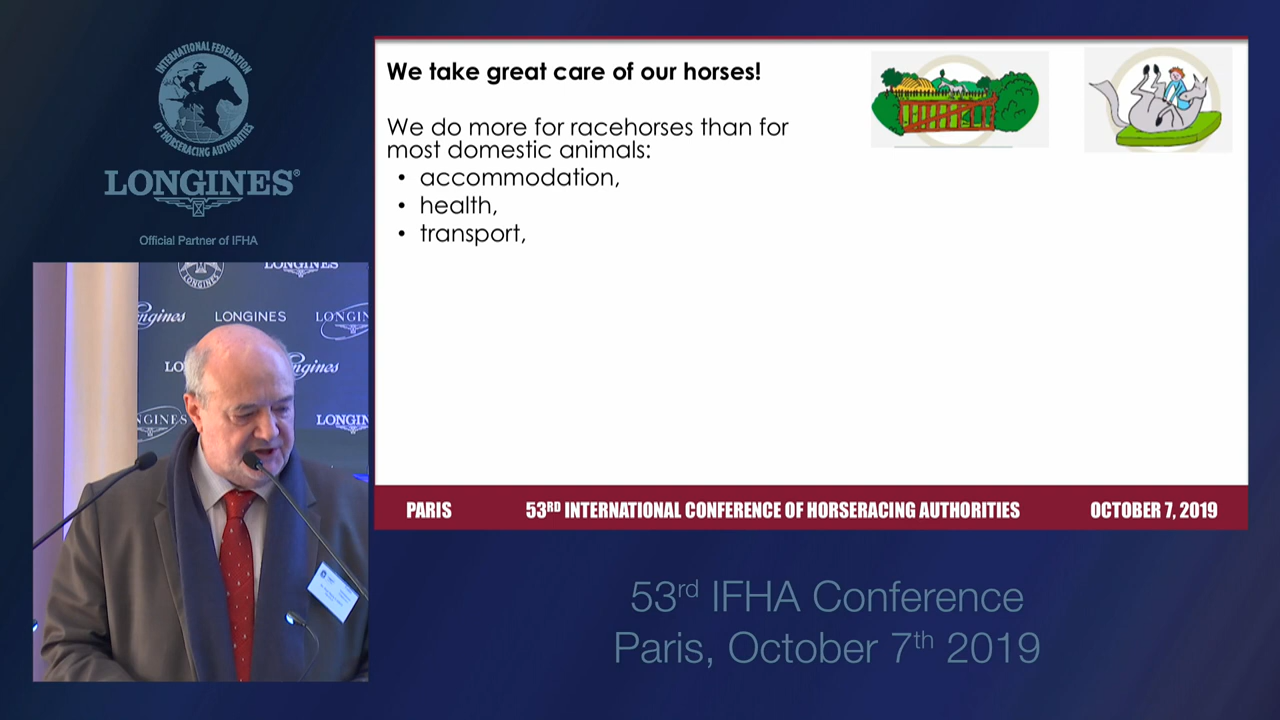 INTERNATIONAL FEDERATION
OF HORSERACING AUTHORITIES
LONGINES®
Official Partner of IFHA
We take great care of our horses!
We do more for racehorses than for
most domestic animals:
• accommodation,
• health,
• transport,
LONGINES
LONGINES
LONGINES
PARIS 53RD INTERNATIONAL CONFERENCE OF HORSERACING AUTHORITIES OCTOBER 7, 2019
53rd IFHA Conference
Paris, October 7th 2019